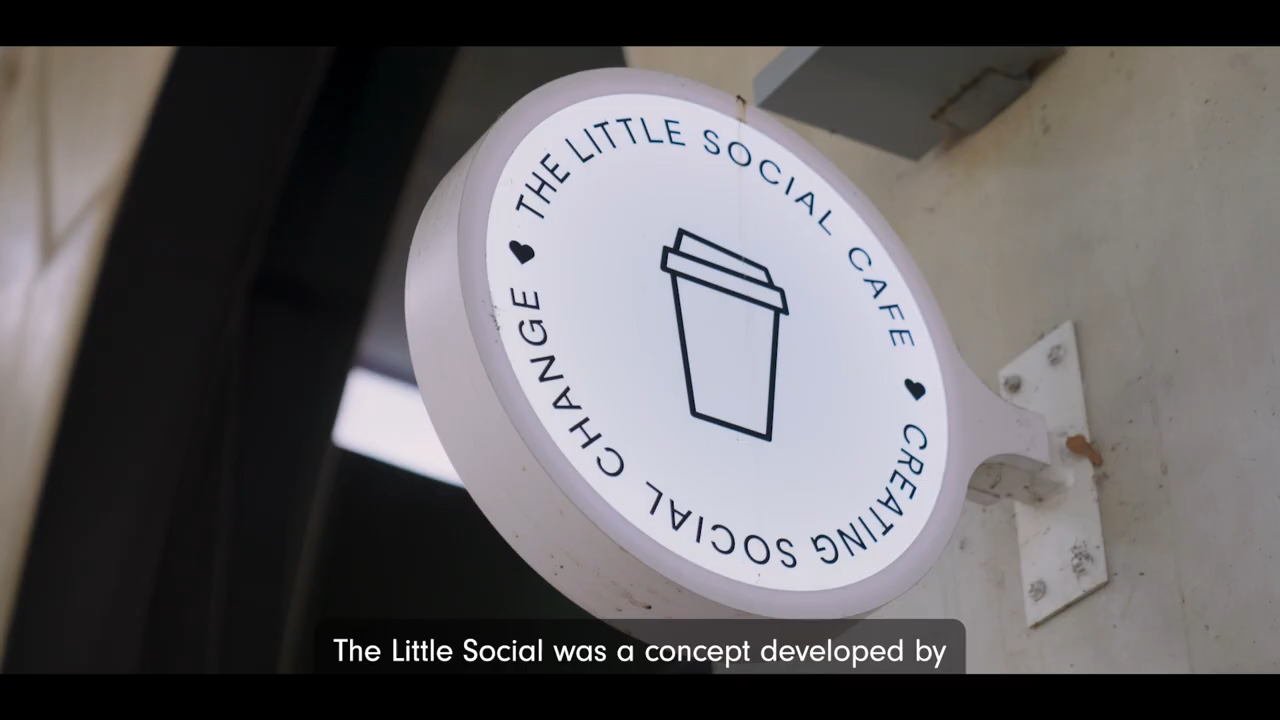 THE LITTLE SOCIAL CAFE
CREATING SOCIAL CHANGE
The Little Social was a concept developed by